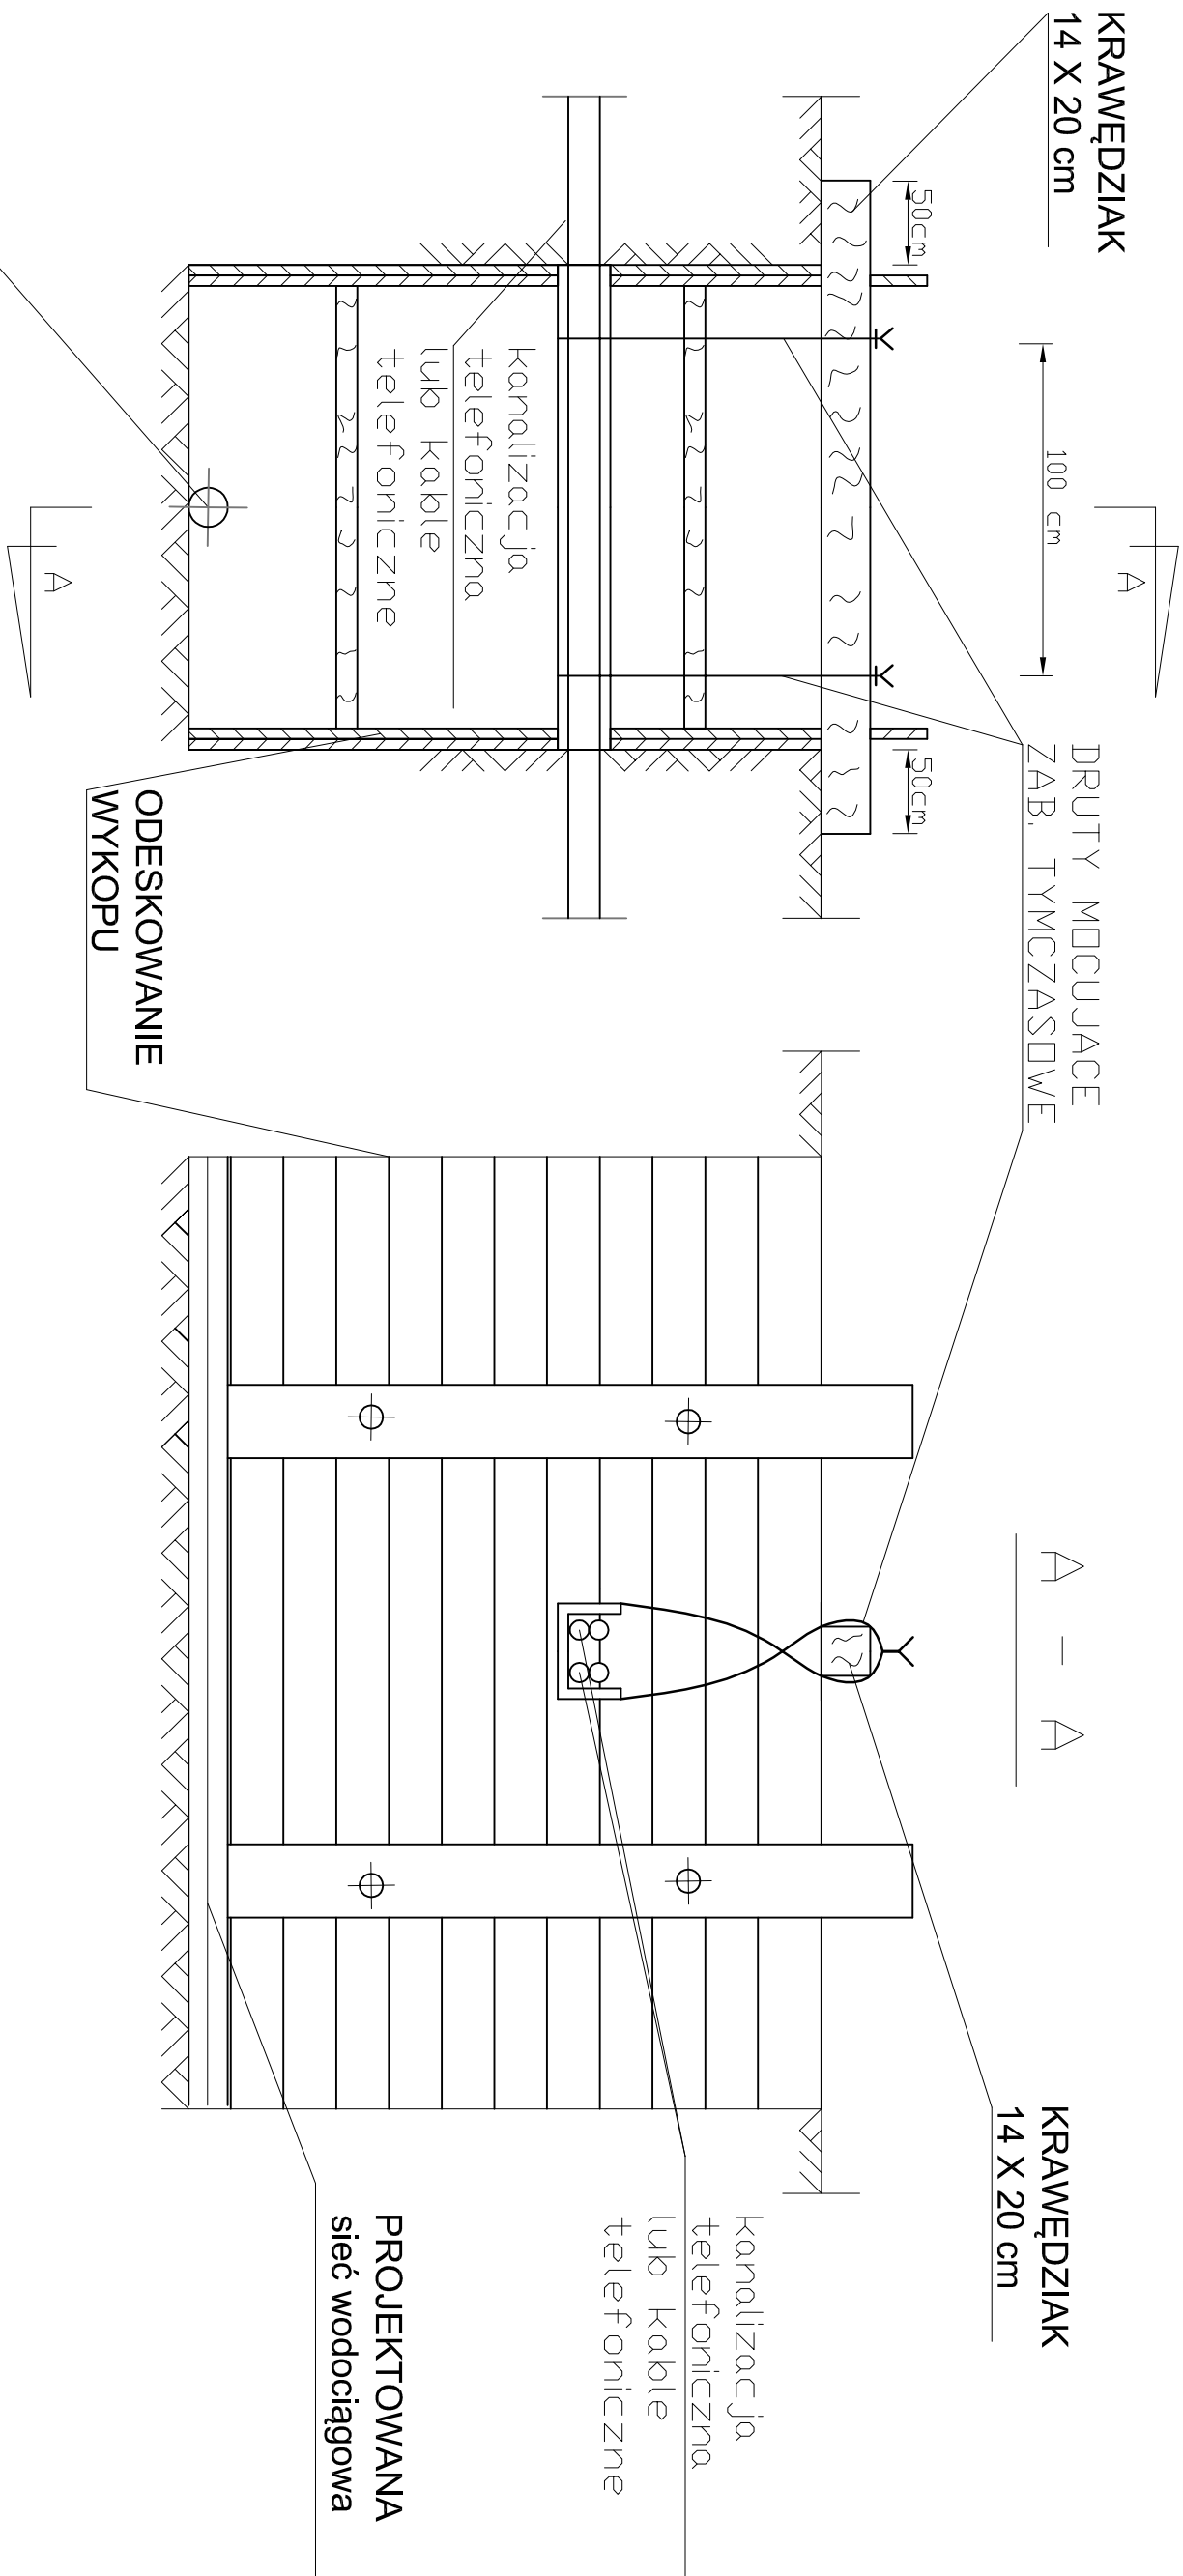 KRAWĘDZIAK
14 X 20 cm
50cm
100 cm
50cm
A
A
DRUTY MOCUJACE
ZAB. TYMCZASOWE
kanalizacja
telefoniczna
lub kable
telefoniczne
ODESKOWANIE
WYKOPU
A - A
KRAWĘDZIAK
14 X 20 cm
kanalizacja
telefoniczna
lub kable
telefoniczne
PROJEKTOWANA
sieć wodociągowa